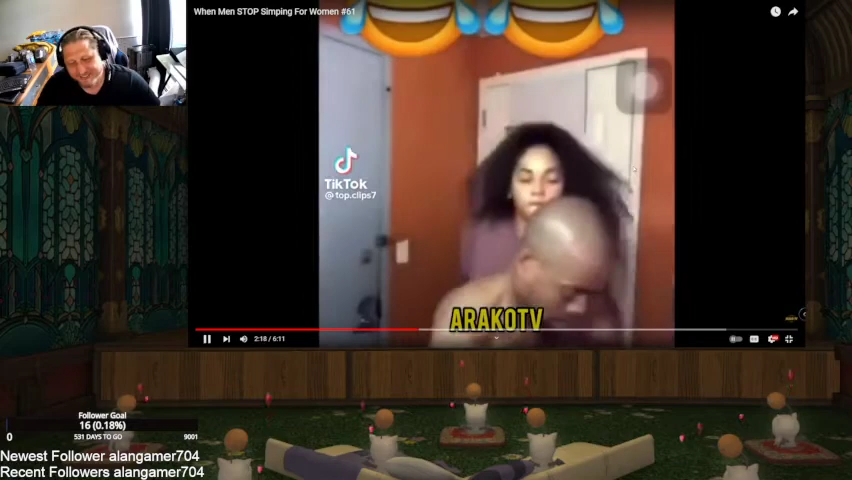 When Men STOP Simping For Women #61
TikTok
@top.clips7
ARAKOTV
2:18 / 6:11
Follower Goal
16 (0.18%)
0
531 DAYS TO GO
9001
Newest Follower alangamer704
Recent Followers alangamer704